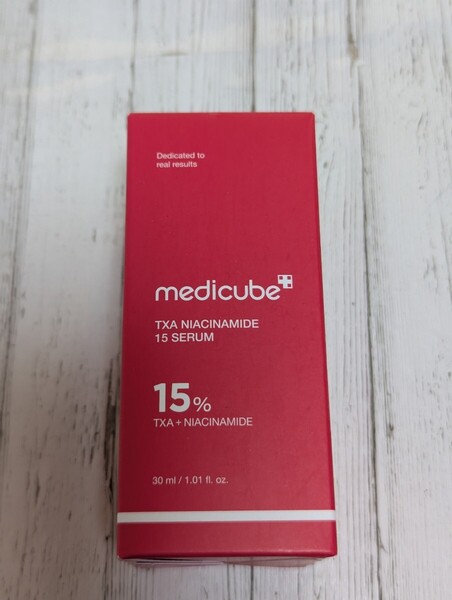 Dedicated to
real results
medicube
TXA NIACINAMIDE
15 SERUM
15%
TXA + NIACINAMIDE
30 ml / 1.01 fl. oz.